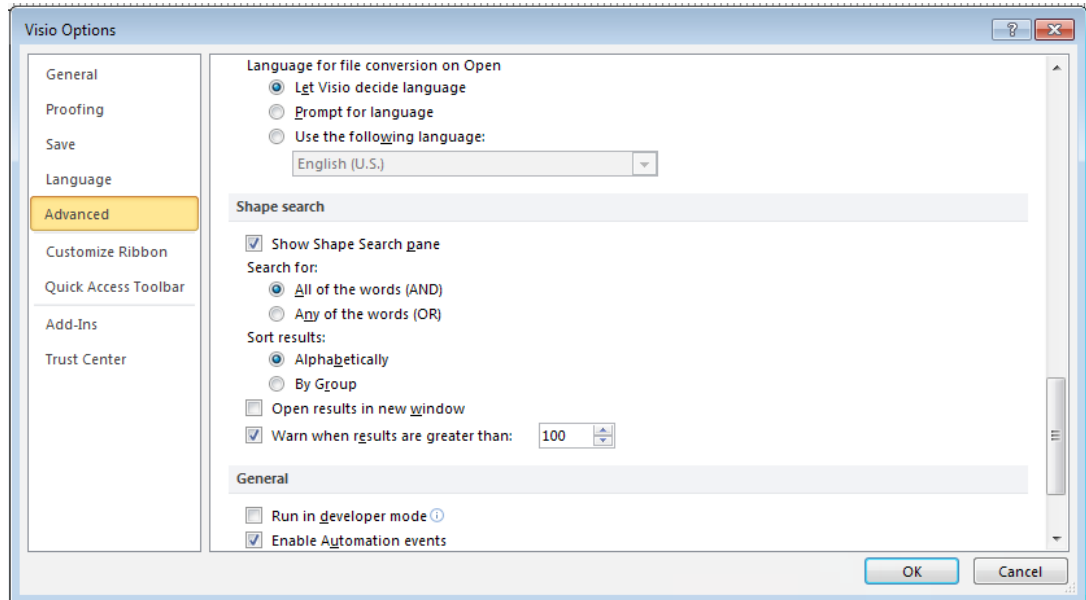 Visio Options
General
Proofing
Save
Language
Advanced
Customize Ribbon
Quick Access Toolbar
Add-Ins
Trust Center
Language for file conversion on Open
Let Visio decide language
Prompt for language
Use the following language:
English (U.S.)
Shape search
Show Shape Search pane
Search for:
All of the words (AND)
Any of the words (OR)
Sort results:
Alphabetically
By Group
Open results in new window
Warn when results are greater than: 100
General
Run in developer mode
Enable Automation events
OK Cancel